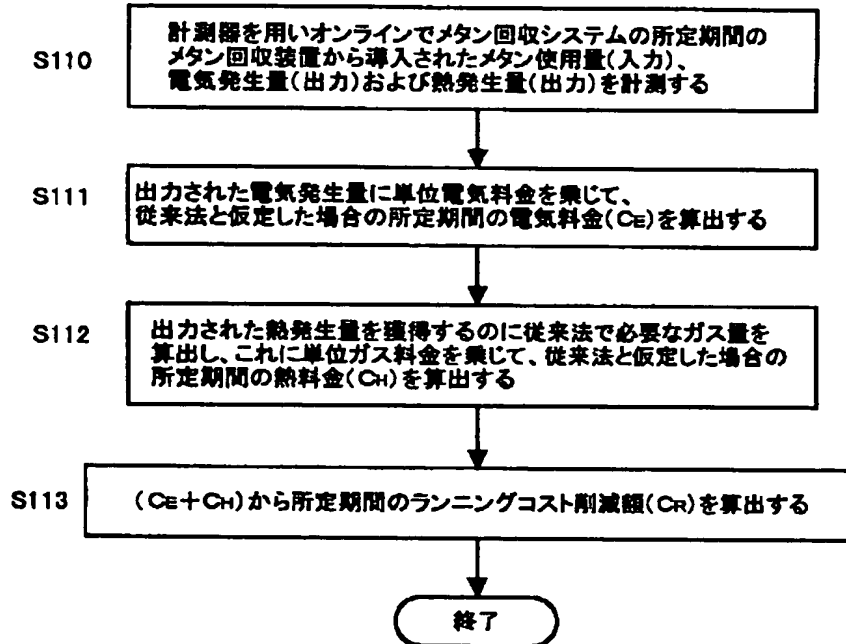 S110
計測器を用いオンラインでメタン回収システムの所定期間の
メタン回収装置から導入されたメタン使用量(入力)、
電気発生量(出力)および熱発生量(出力)を計測する
S111
出力された電気発生量に単位電気料金を乗じて、
従来法と仮定した場合の所定期間の電気料金(CE)を算出する
S112
出力された熱発生量を獲得するのに従来法で必要なガス量を
算出し、これに単位ガス料金を乗じて、従来法と仮定した場合の
所定期間の熱料金(CH)を算出する
S113
(CE+CH)から所定期間のランニングコスト削減額(CR)を算出する
終了